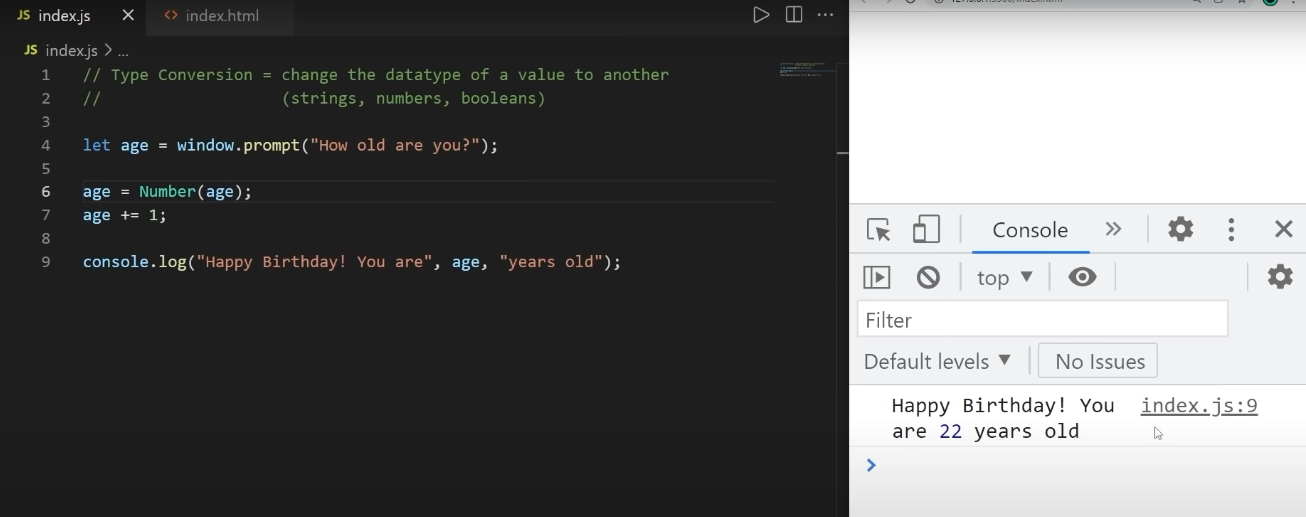 JS index.js × <> index.html
JS index.js > ...
1 // Type Conversion = change the datatype of a value to another
2 //                   (strings, numbers, booleans)
3
4 let age = window.prompt("How old are you?");
5
6 age = Number(age);
7 age += 1;
8
9 console.log("Happy Birthday! You are", age, "years old");
Console
top
Filter
Default levels
No Issues
Happy Birthday! You index.js:9
are 22 years old